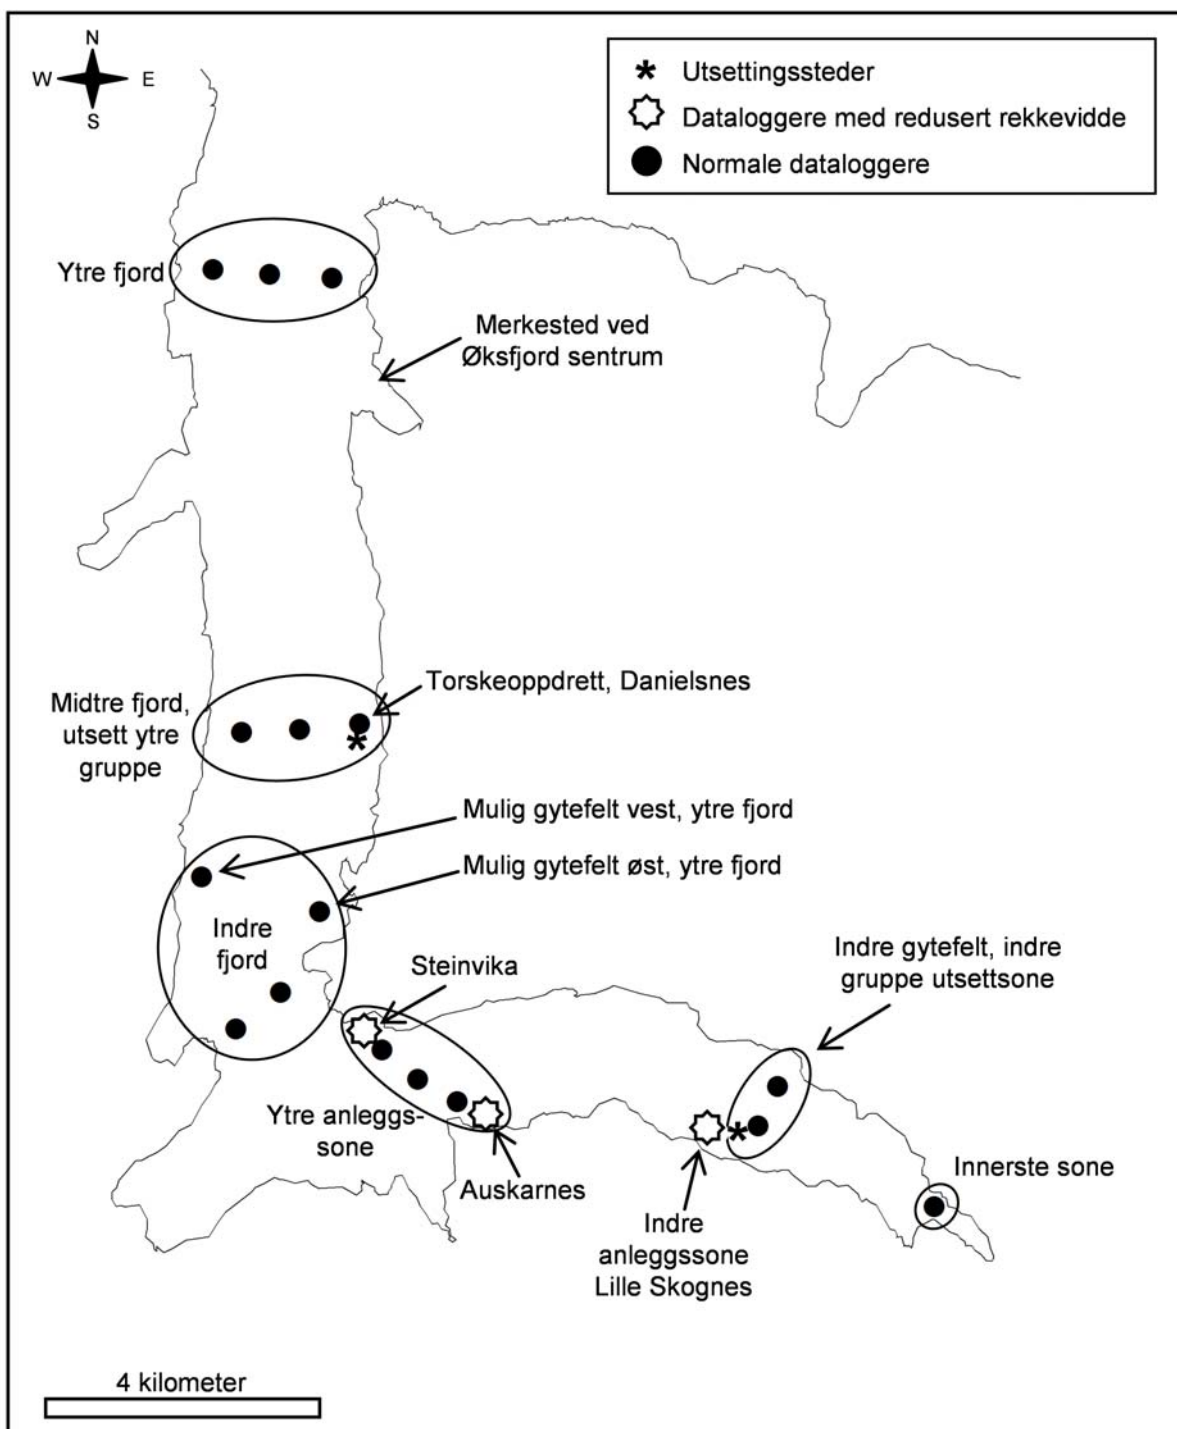 N
W E
S
Utsettingssteder
Dataloggere med redusert rekkevidde
Normale dataloggere
Ytre fjord
Merkested ved
Øksfjord sentrum
Torskeoppdrett, Danielsnes
Midtre fjord,
utsett ytre
gruppe
Mulig gytefelt vest, ytre fjord
Mulig gytefelt øst, ytre fjord
Indre
fjord
Steinvika
Indre gytefelt, indre
gruppe utsettsone
Ytre anleggs-
sone
Auskarnes
Innerste sone
Indre
anleggssone
Lille Skognes
4 kilometer